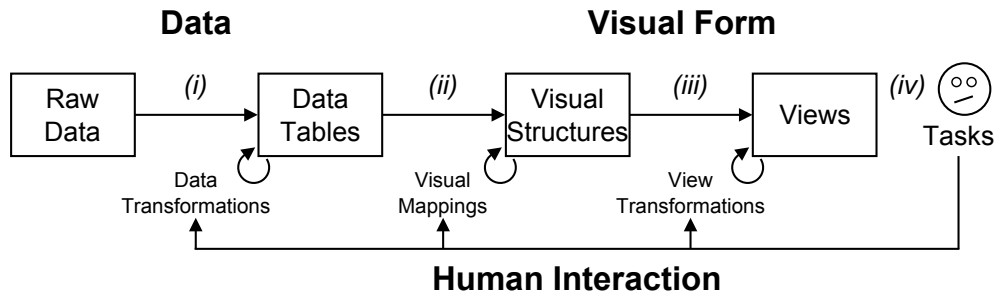 Data
Visual Form
(i)
(ii)
(iii)
(iv)
Raw
Data
Data
Tables
Visual
Structures
Views
Tasks
Data
Transformations
Visual
Mappings
View
Transformations
Human Interaction